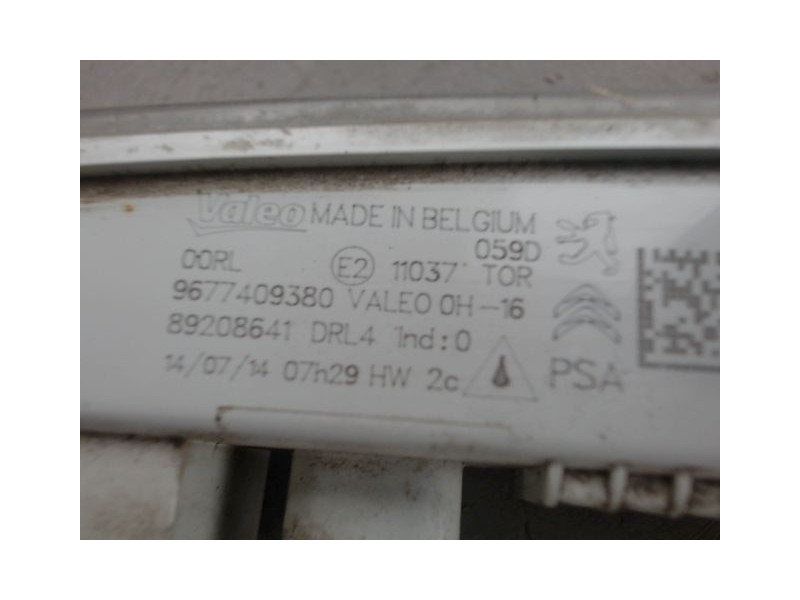 Valeo MADE IN BELGIUM
059D
00RL E2 11037 TOR
9677409380 VALEO 0H-16
89208641 DRL4 Ind:0
14/07/14 07h29 HW 2c PSA